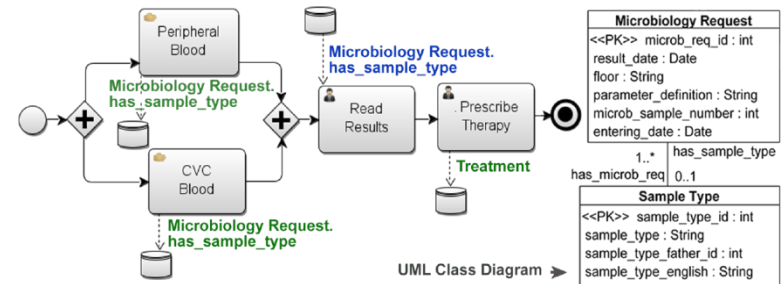 Peripheral
Blood
Microbiology Request.
has_sample_type
CVC
Blood
Microbiology Request.
has_sample_type
Microbiology Request.
has_sample_type
Read
Results
Prescribe
Therapy
Treatment
UML Class Diagram
Microbiology Request
<<PK>> microb_req_id : int
result_date : Date
floor : String
parameter_definition : String
microb_sample_number : int
entering_date : Date
1..* has_sample_type
has_microb_req 0..1
Sample Type
<<PK>> sample_type_id : int
sample_type : String
sample_type_father_id : int
sample_type_english : String